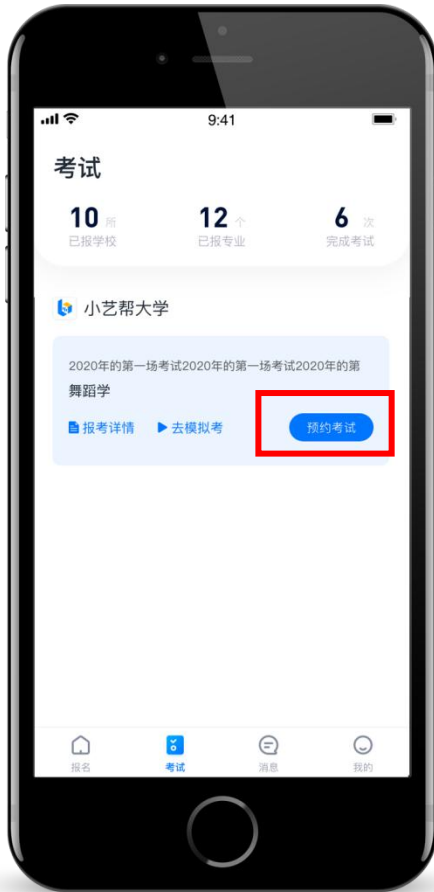 9:41
考试
10 所
12 个
6 次
已报学校
已报专业
完成考试
小艺帮大学
2020年的第一场考试2020年的第一场考试2020年的第
舞蹈学
报考详情
去模拟考
预约考试
报名
考试
消息
我的